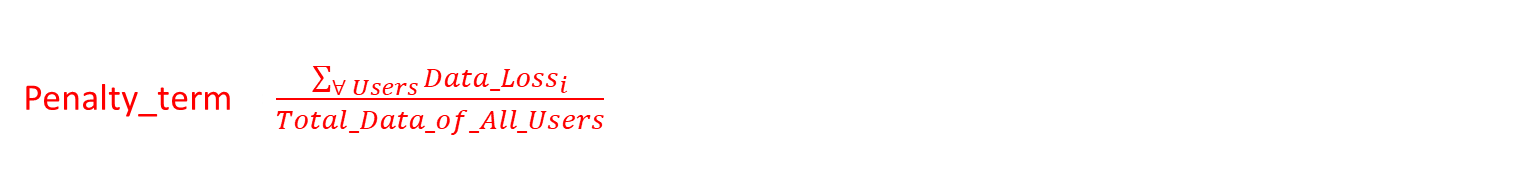 Penalty_term ∑∀ Users Data_Lossi
Total_Data_of_All_Users